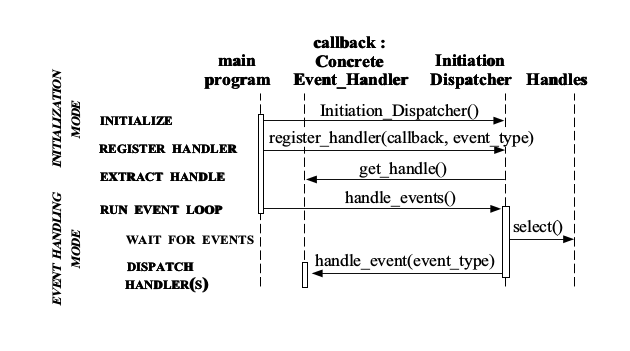 callback :
main Concrete Initiation
program Event_Handler Dispatcher Handles
INITIALIZATION
MODE
INITIALIZE Initiation_Dispatcher()
REGISTER HANDLER register_handler(callback, event_type)
EXTRACT HANDLE get_handle()
EVENT HANDLING
MODE
RUN EVENT LOOP handle_events()
WAIT FOR EVENTS select()
DISPATCH handle_event(event_type)
HANDLER(S)